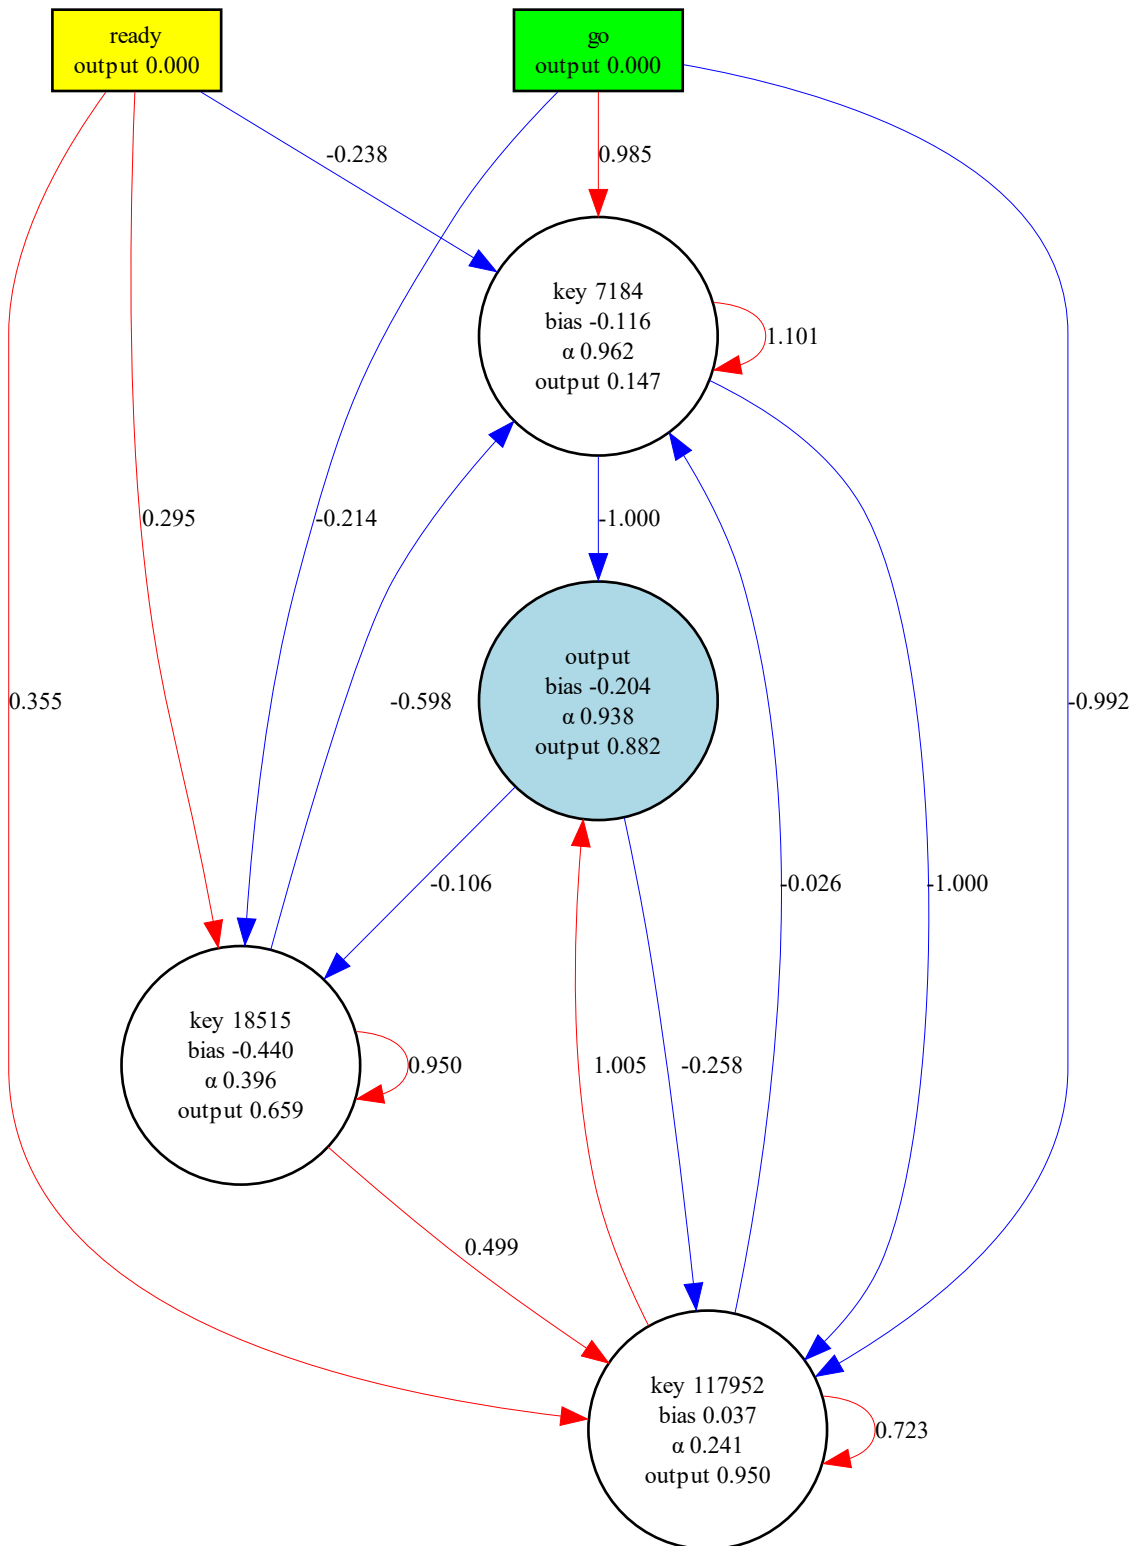 ready
output 0.000
go
output 0.000
-0.238
0.985
key 7184
bias -0.116
α 0.962
output 0.147
1.101
0.295
-0.214
-1.000
0.355
-0.598
output
bias -0.204
α 0.938
output 0.882
-0.992
-0.106
-0.026
-1.000
key 18515
bias -0.440
α 0.396
output 0.659
0.950
1.005
-0.258
0.499
key 117952
bias 0.037
α 0.241
output 0.950
0.723